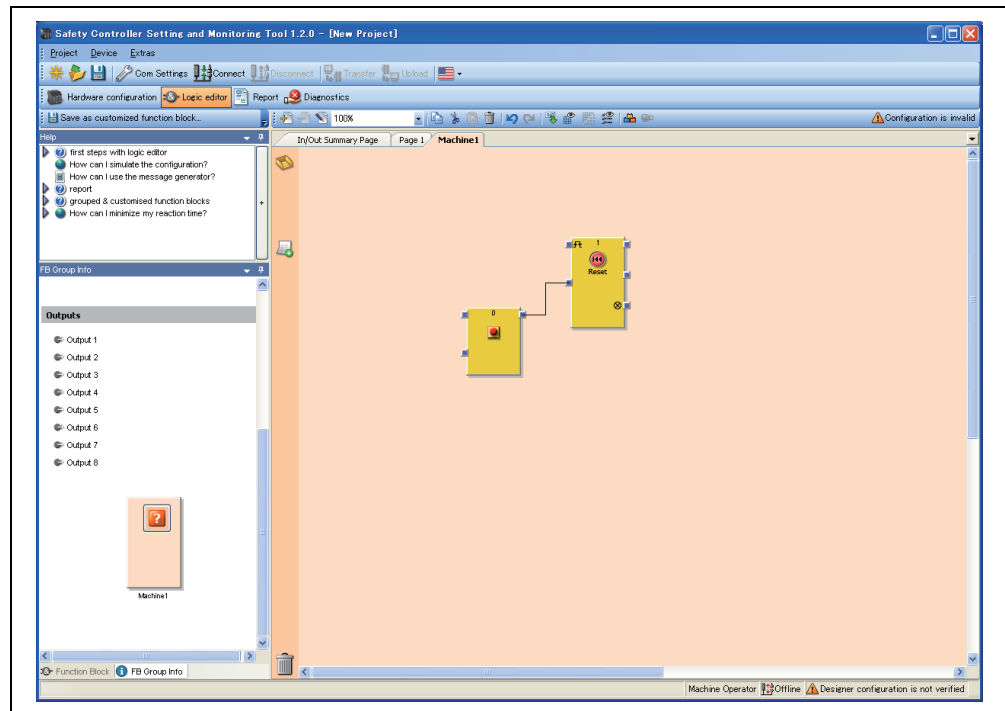 Safety Controller Setting and Monitoring Tool 1.2.0 - [New Project]
Project Device Extras
Com Settings Connect Disconnect Transfer Upload
Hardware configuration Logic editor Report Diagnostics
Save as customized function block... 100% Configuration is invalid
Help
In/Out Summary Page Page 1 Machine1
first steps with logic editor
How can I simulate the configuration?
How can I use the message generator?
report
grouped & customised function blocks
How can I minimize my reaction time?
FB Group Info
1
Reset
0
Outputs
Output 1
Output 2
Output 3
Output 4
Output 5
Output 6
Output 7
Output 8
Machine1
Function Block FB Group Info
Machine Operator Offline Designer configuration is not verified